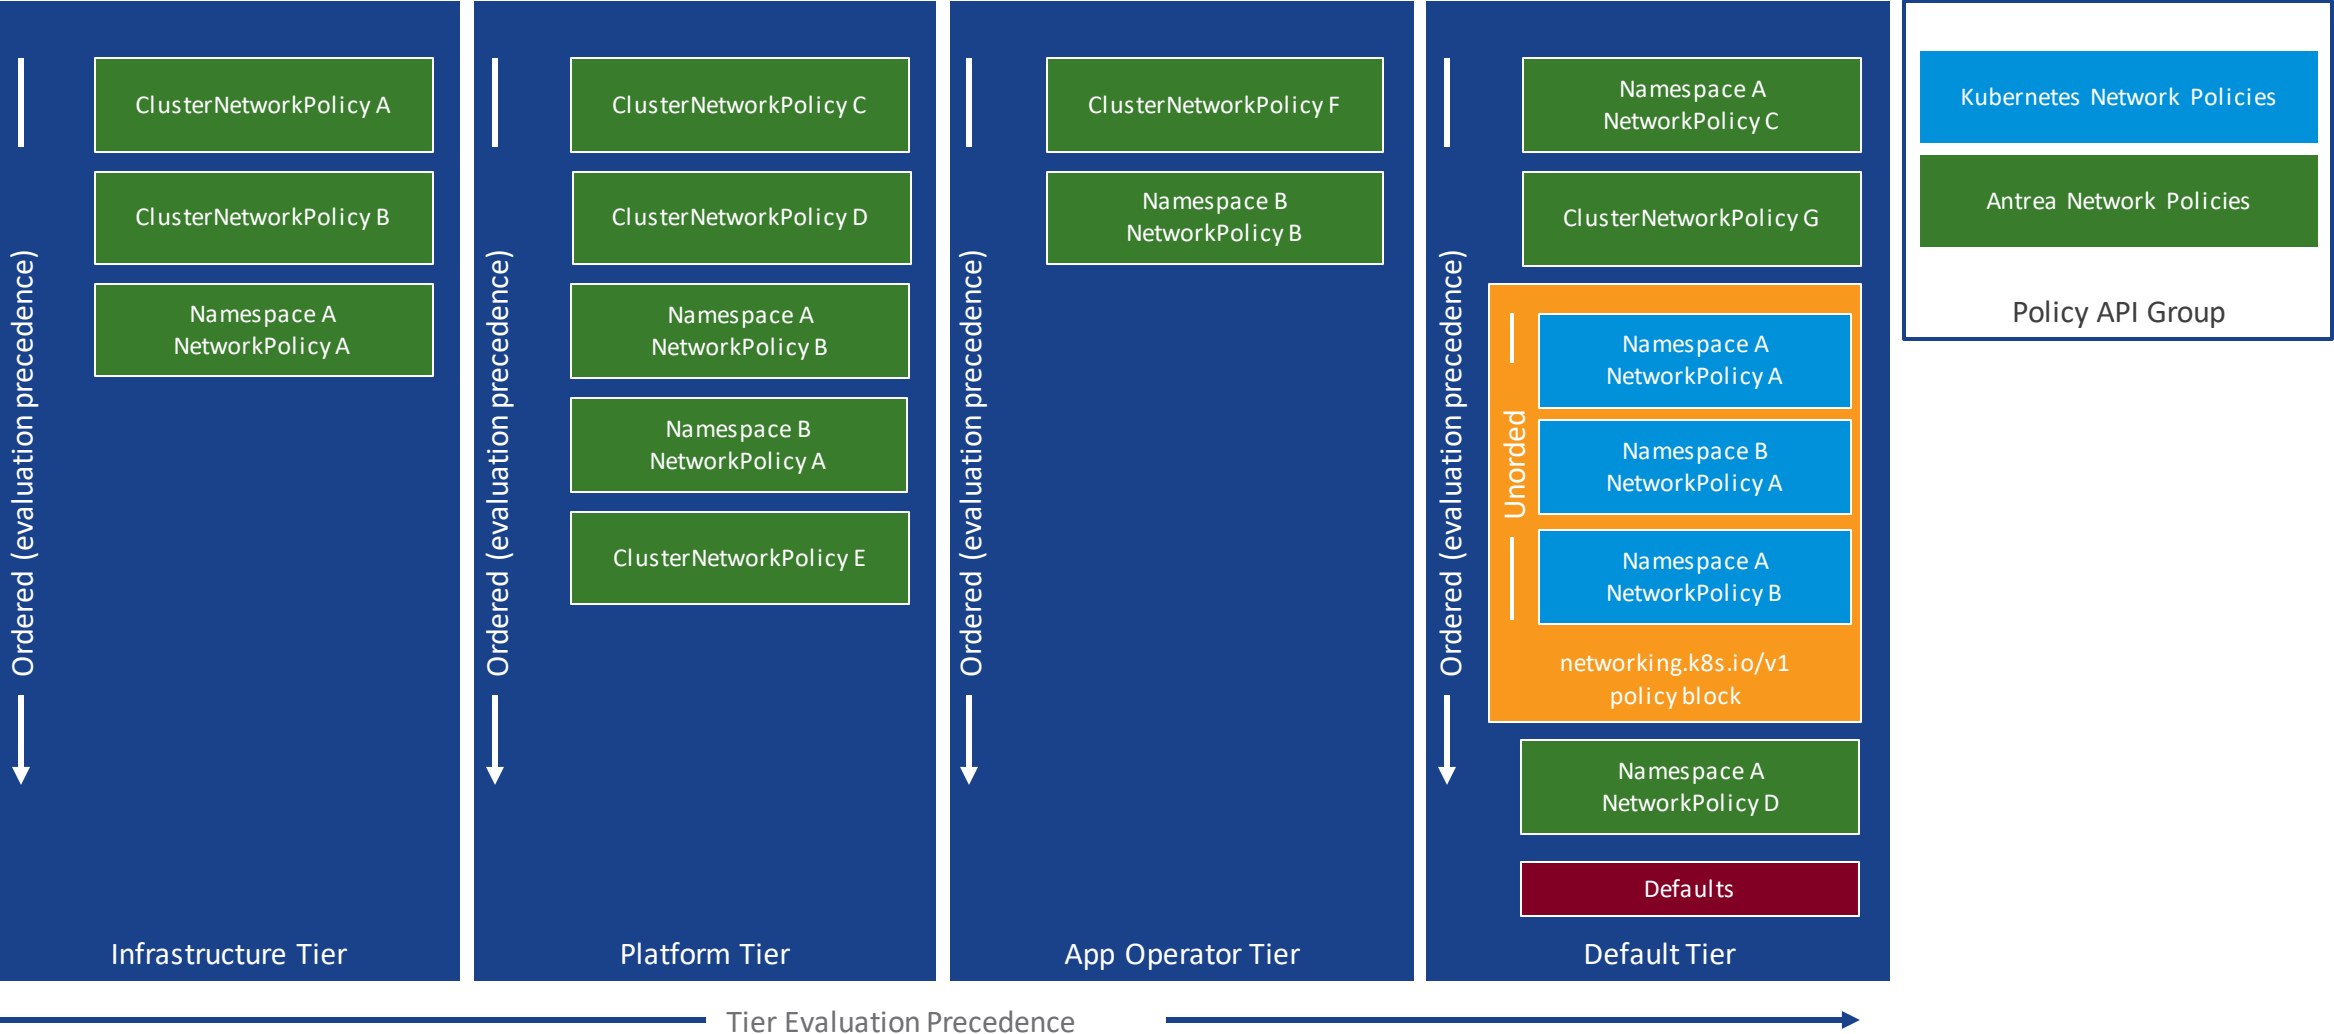 Ordered (evaluation precedence)
ClusterNetworkPolicy A
ClusterNetworkPolicy B
Namespace A
NetworkPolicy A
Infrastructure Tier
Ordered (evaluation precedence)
ClusterNetworkPolicy C
ClusterNetworkPolicy D
Namespace A
NetworkPolicy B
Namespace B
NetworkPolicy A
ClusterNetworkPolicy E
Platform Tier
Ordered (evaluation precedence)
ClusterNetworkPolicy F
Namespace B
NetworkPolicy B
App Operator Tier
Ordered (evaluation precedence)
Namespace A
NetworkPolicy C
ClusterNetworkPolicy G
Unorded
Namespace A
NetworkPolicy A
Namespace B
NetworkPolicy A
Namespace A
NetworkPolicy B
networking.k8s.io/v1
policy block
Namespace A
NetworkPolicy D
Defaults
Default Tier
Kubernetes Network Policies
Antrea Network Policies
Policy API Group
Tier Evaluation Precedence